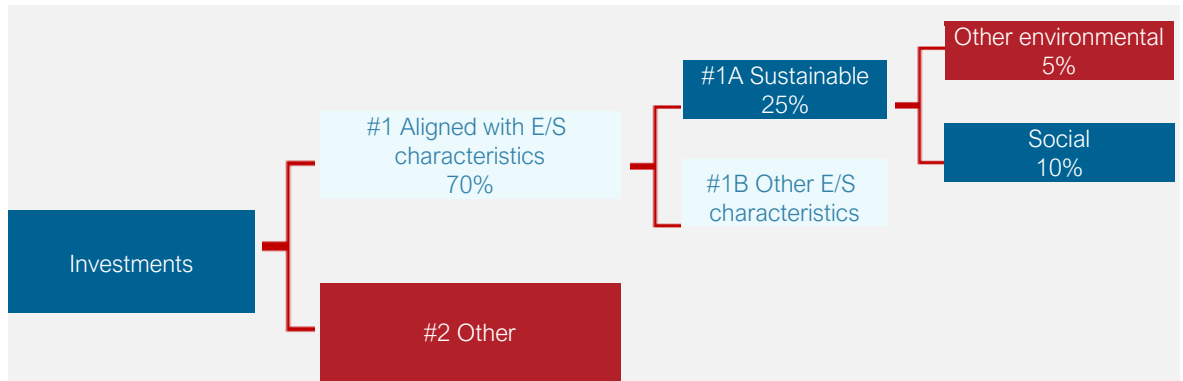 Investments
#1 Aligned with E/S
characteristics
70%
#2 Other
#1A Sustainable
25%
#1B Other E/S
characteristics
Other environmental
5%
Social
10%